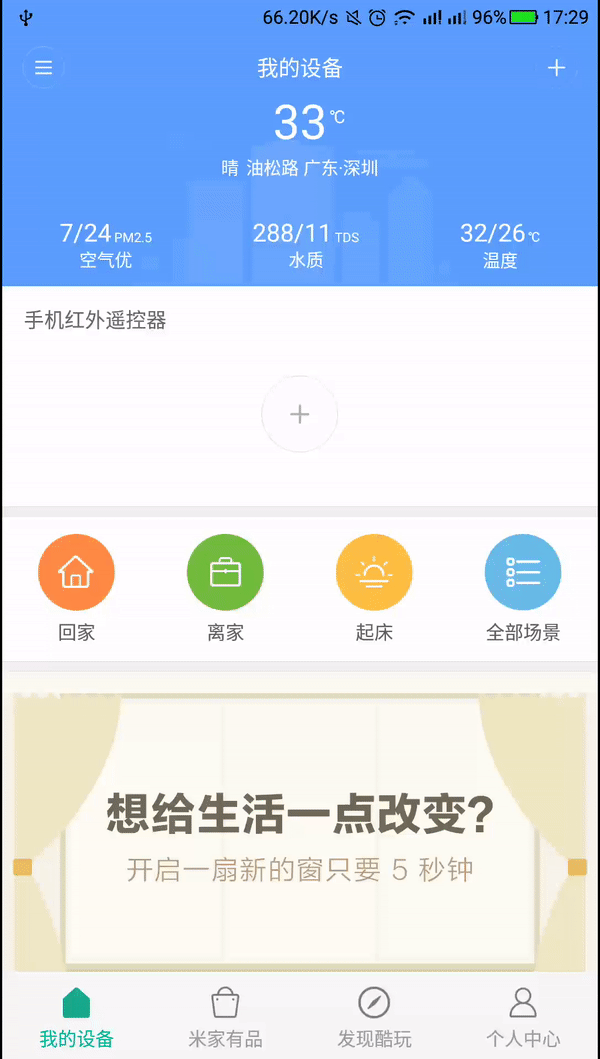 66.20K/s 96% 17:29
我的设备
33℃
晴 油松路 广东·深圳
7/24 PM2.5 288/11 TDS 32/26℃
空气优 水质 温度
手机红外遥控器
回家 离家 起床 全部场景
想给生活一点改变?
开启一扇新的窗只要 5 秒钟
我的设备 米家有品 发现酷玩 个人中心